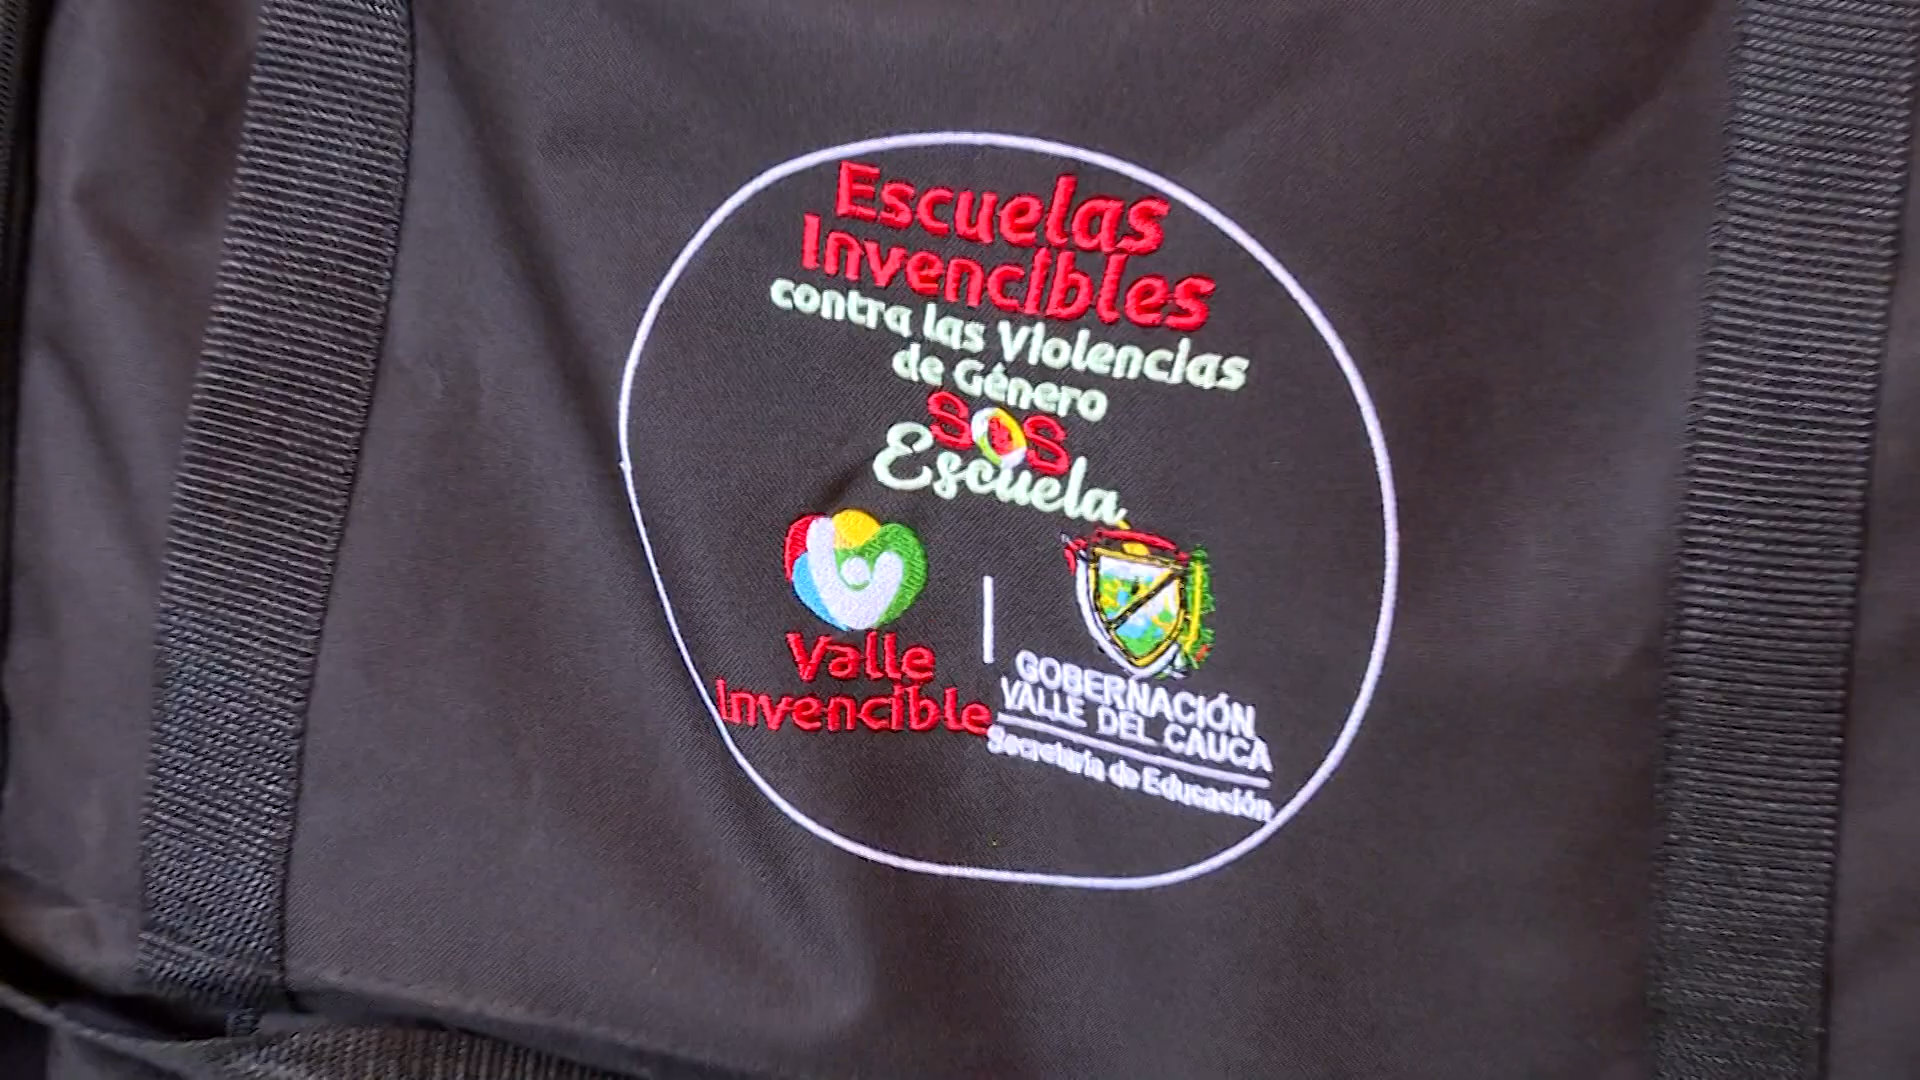 Escuelas
Invencibles
contra las Violencias
de Género
SOS
Escuela
Valle
Invencible
GOBERNACIÓN
VALLE DEL CAUCA
Secretaría de Educación